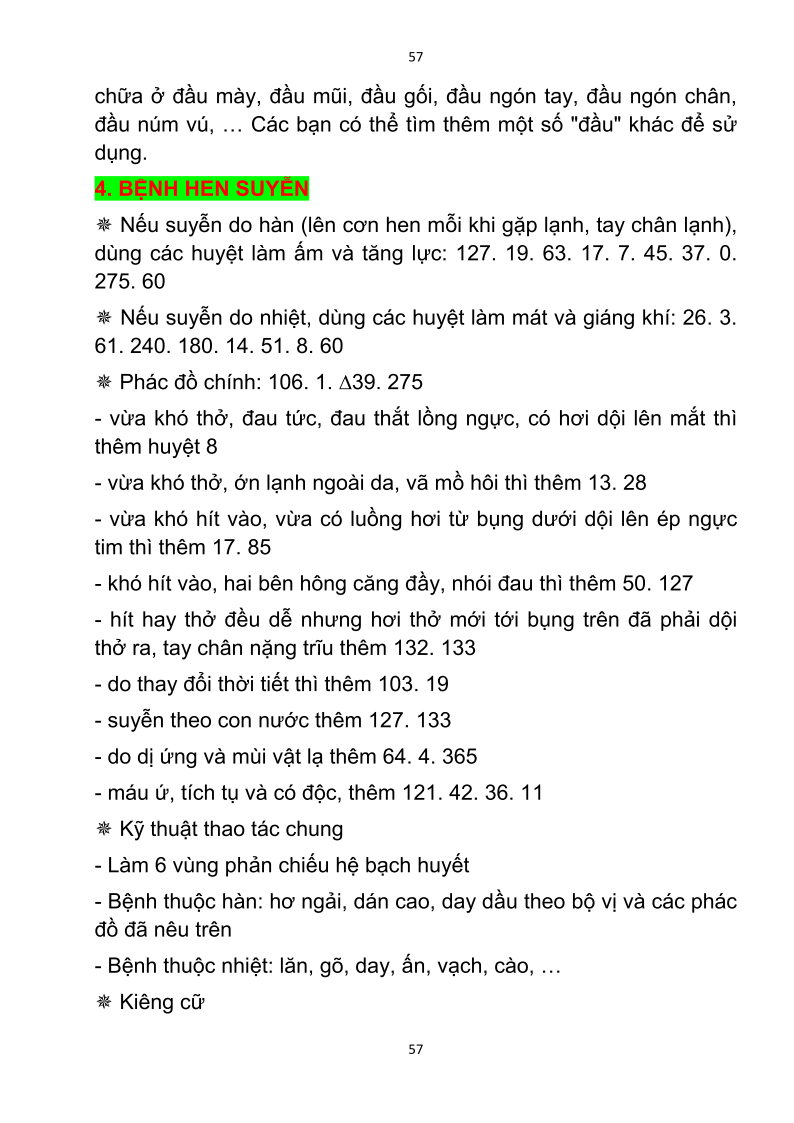 57
chữa ở đầu mày, đầu mũi, đầu gối, đầu ngón tay, đầu ngón chân,
đầu núm vú, … Các bạn có thể tìm thêm một số "đầu" khác để sử
dụng.
4. BỆNH HEN SUYỄN
✵ Nếu suyễn do hàn (lên cơn hen mỗi khi gặp lạnh, tay chân lạnh),
dùng các huyệt làm ấm và tăng lực: 127. 19. 63. 17. 7. 45. 37. 0.
275. 60
✵ Nếu suyễn do nhiệt, dùng các huyệt làm mát và giáng khí: 26. 3.
61. 240. 180. 14. 51. 8. 60
✵ Phác đồ chính: 106. 1. ∆39. 275
- vừa khó thở, đau tức, đau thắt lồng ngực, có hơi dội lên mắt thì
thêm huyệt 8
- vừa khó thở, ớn lạnh ngoài da, vã mồ hôi thì thêm 13. 28
- vừa khó hít vào, vừa có luồng hơi từ bụng dưới dội lên ép ngực
tim thì thêm 17. 85
- khó hít vào, hai bên hông căng đầy, nhói đau thì thêm 50. 127
- hít hay thở đều dễ nhưng hơi thở mới tới bụng trên đã phải dội
thở ra, tay chân nặng trĩu thêm 132. 133
- do thay đổi thời tiết thì thêm 103. 19
- suyễn theo con nước thêm 127. 133
- do dị ứng và mùi vật lạ thêm 64. 4. 365
- máu ứ, tích tụ và có độc, thêm 121. 42. 36. 11
✵ Kỹ thuật thao tác chung
- Làm 6 vùng phản chiếu hệ bạch huyết
- Bệnh thuộc hàn: hơ ngải, dán cao, day dầu theo bộ vị và các phác
đồ đã nêu trên
- Bệnh thuộc nhiệt: lăn, gõ, day, ấn, vạch, cào, …
✵ Kiêng cữ
57